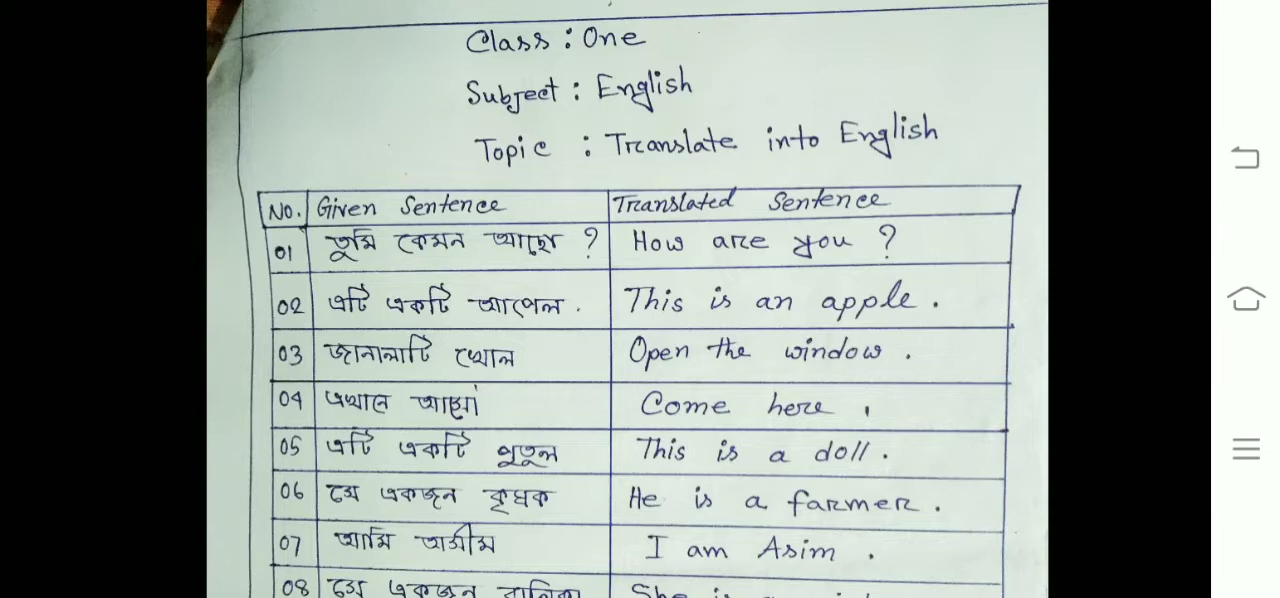 Class : One
Subject : English
Topic : Translate into English
No. Given Sentence Translated Sentence
01 তুমি কেমন আছো ? How are you ?
02 এটি একটি আপেল . This is an apple .
03 জানালাটি খোল Open the window .
04 এখানে আসো Come here .
05 এটি একটি পুতুল This is a doll .
06 সে একজন কৃষক He is a farmer .
07 আমি অসীম I am Asim .
08 সে একজন বালিকা She is